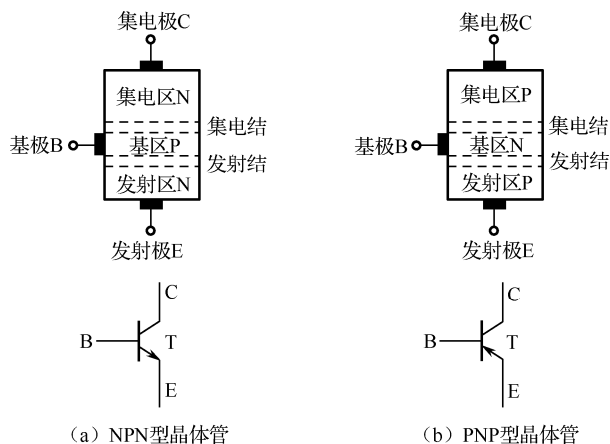 集电极C
集电区N
集电结
基极B
基区P
发射结
发射区N
发射极E
C
B
T
E
(a) NPN型晶体管
集电极C
集电区P
集电结
基极B
基区N
发射结
发射区P
发射极E
C
B
T
E
(b) PNP型晶体管